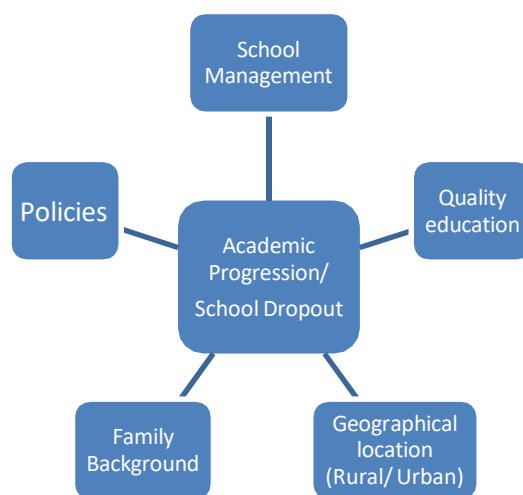 School
Management
Policies
Quality
education
Academic
Progression/
School Dropout
Family
Background
Geographical
location
(Rural/ Urban)